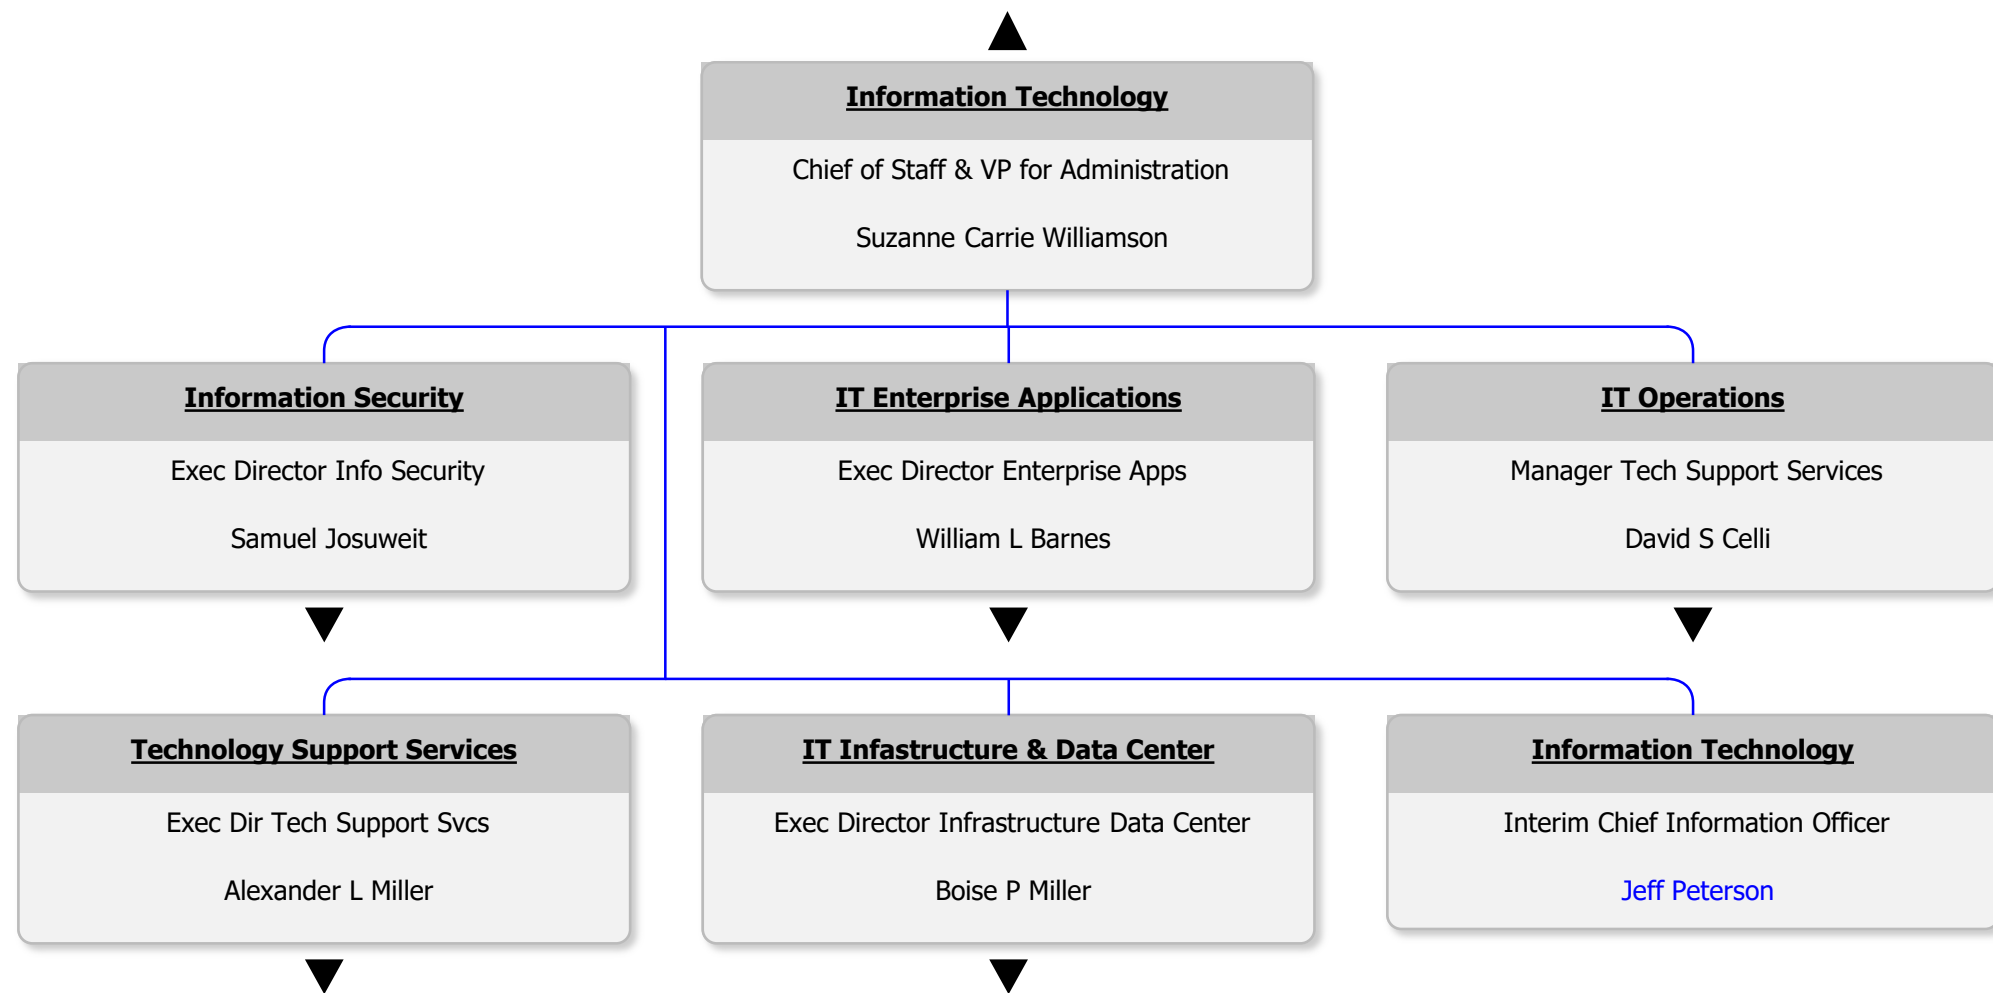 Information Technology
Chief of Staff & VP for Administration
Suzanne Carrie Williamson
Information Security
Exec Director Info Security
Samuel Josuweit
IT Enterprise Applications
Exec Director Enterprise Apps
William L Barnes
IT Operations
Manager Tech Support Services
David S Celli
Technology Support Services
Exec Dir Tech Support Svcs
Alexander L Miller
IT Infastructure & Data Center
Exec Director Infrastructure Data Center
Boise P Miller
Information Technology
Interim Chief Information Officer
Jeff Peterson